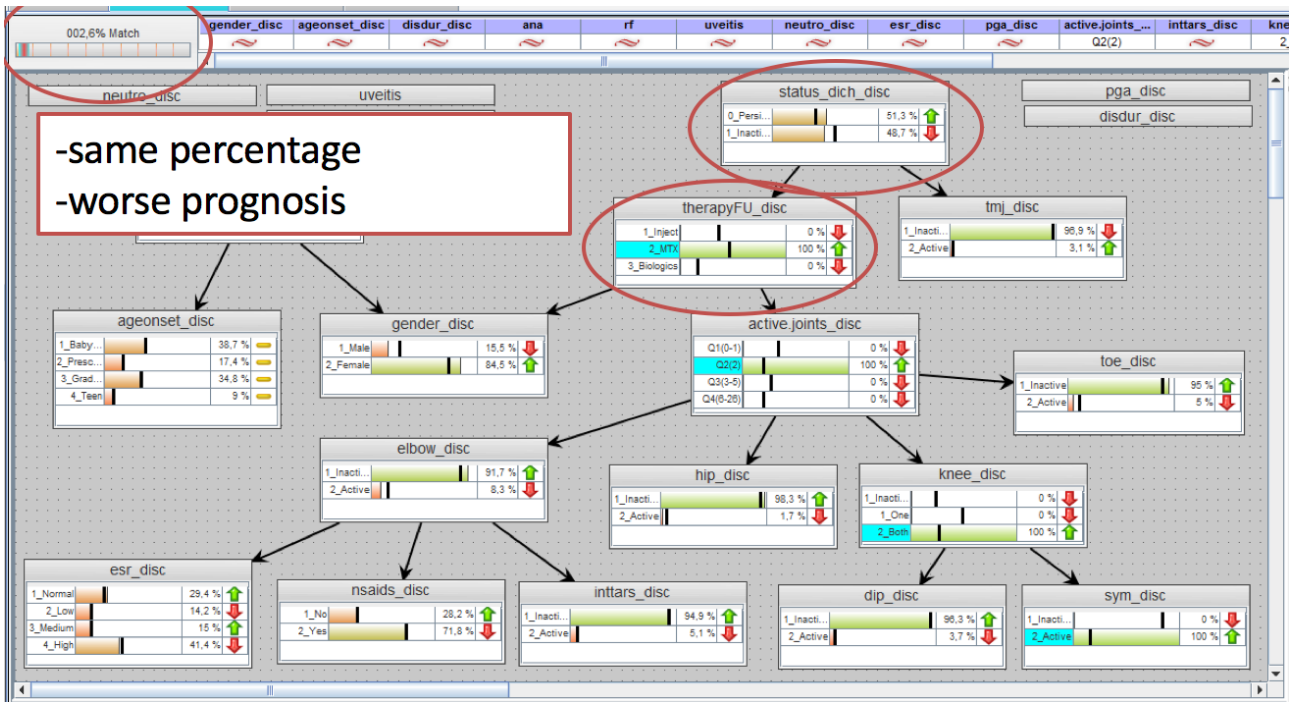 002,6% Match
gender_disc ageonset_disc disdur_disc ana rf uveitis neutro_disc esr_disc pga_disc active.joints_... inttars_disc kne
Q2(2) 2_
neutro_disc
uveitis
status_dich_disc
0_Persi... 51,3 %
1_Inacti... 48,7 %
pga_disc
disdur_disc
-same percentage
-worse prognosis
therapyFU_disc
1_Inject 0 %
2_MTX 100 %
3_Biologics 0 %
tmj_disc
1_Inacti... 96,9 %
2_Active 3,1 %
ageonset_disc
1_Baby... 38,7 %
2_Presc... 17,4 %
3_Grad... 34,8 %
4_Teen 9 %
gender_disc
1_Male 15,5 %
2_Female 84,5 %
active.joints_disc
Q1(0-1) 0 %
Q2(2) 100 %
Q3(3-5) 0 %
Q4(6-26) 0 %
toe_disc
1_Inactive 95 %
2_Active 5 %
elbow_disc
1_Inacti... 91,7 %
2_Active 8,3 %
hip_disc
1_Inacti... 98,3 %
2_Active 1,7 %
knee_disc
1_Inacti... 0 %
1_One 0 %
2_Both 100 %
esr_disc
1_Normal 29,4 %
2_Low 14,2 %
3_Medium 15 %
4_High 41,4 %
nsaids_disc
1_No 28,2 %
2_Yes 71,8 %
inttars_disc
1_Inacti... 94,9 %
2_Active 5,1 %
dip_disc
1_Inacti... 96,3 %
2_Active 3,7 %
sym_disc
1_Inacti... 0 %
2_Active 100 %